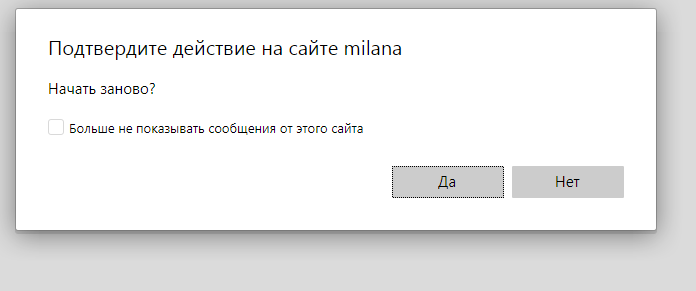 Подтвердите действие на сайте milana
Начать заново?
Больше не показывать сообщения от этого сайта
Да
Нет